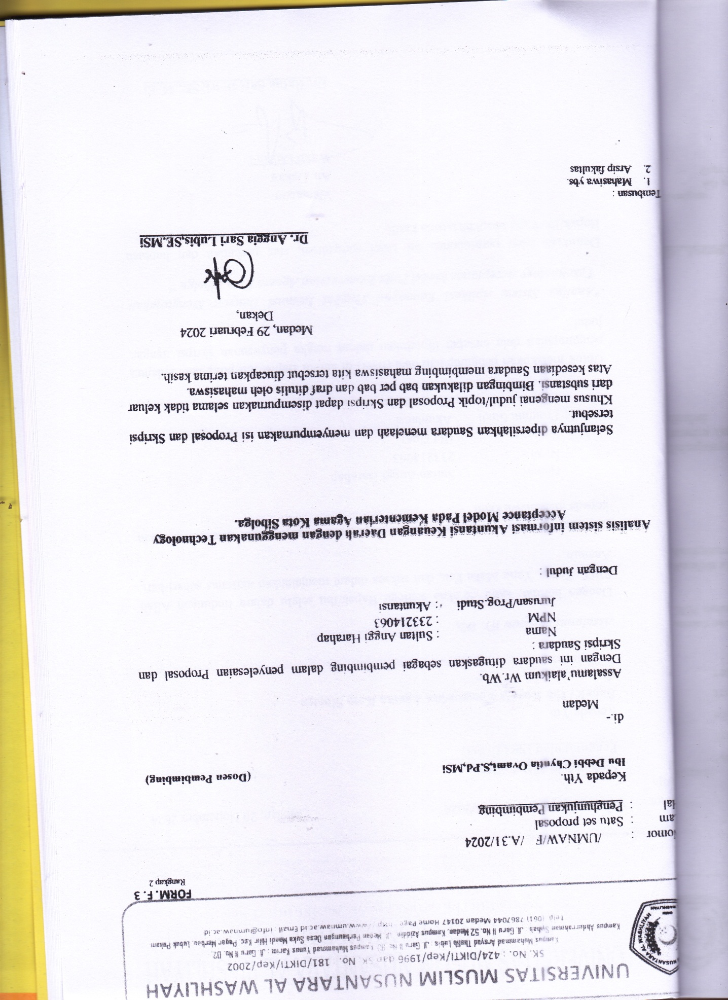 UNIVERSITAS MUSLIM NUSANTARA AL WASHLIYAH
SK. No. : 424/DIKTI/Kep/1996 dan SK. No. 181/DIKTI/Kep/2002
Kampus Muhammad Arsyad Thalib Lubis : Jl. Garu II No. Kampus Muhammad Yunus Karim : Jl. Garu II No. 02,
Kampus Abdurrahman Syihab : Jl. Garu II No. 52 Medan, Kampus Aziddin : Jl. Medan Perbaungan Desa Suka Mandi Hilir Kec. Pagar Merbau, Lubuk Pakam
Telp. (061) 7867044 Medan 20147 Home Page : http://www.umnaw.ac.id Email : info@umnaw.ac.id
FORM. F. 3
Rangkap 2
Nomor : /UMNAW/F /A.31/2024
Lam : Satu set proposal
Hal : Penghunjukan Pembimbing
Kepada Yth.
Ibu Debbi Chyntia Ovami,S.Pd,MSi (Dosen Pembimbing)
di.-
Medan
Assalamu'alaikum Wr.Wb.
Dengan ini saudara ditugaskan sebagai pembimbing dalam penyelesaian Proposal dan
Skripsi Saudara :
Nama : Sultan Anggi Harahap
NPM : 233214063
Jurusan/Prog.Studi : Akuntansi
Dengan Judul :
Analisis sistem informasi Akuntansi Keuangan Daerah dengan menggunakan Technology
Acceptance Model Pada Kementerian Agama Kota Sibolga.
Selanjutnya dipersilahkan Saudara menelaah dan menyempurnakan isi Proposal dan Skripsi
tersebut.
Khusus mengenai judul/topik Proposal dan Skripsi dapat disempurnakan selama tidak keluar
dari substansi. Bimbingan dilakukan bab per bab dan draf ditulis oleh mahasiswa.
Atas kesediaan Saudara membimbing mahasiswa kita tersebut diucapkan terima kasih.
Medan, 29 Februari 2024
Dekan,
Dr. Anggia Sari Lubis,SE,MSi
Tembusan :
1. Mahasiwa ybs.
2. Arsip fakultas